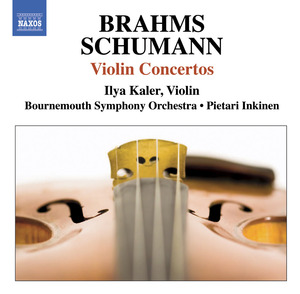 NAXOS
BRAHMS
SCHUMANN
Violin Concertos
Ilya Kaler, Violin
Bournemouth Symphony Orchestra • Pietari Inkinen